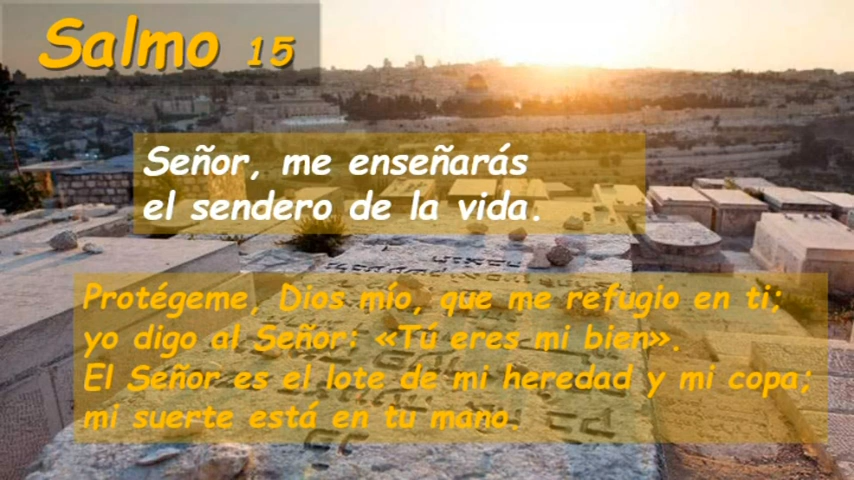 Salmo 15
Señor, me enseñarás
el sendero de la vida.
Protégeme, Dios mío, que me refugio en ti;
yo digo al Señor: «Tú eres mi bien».
El Señor es el lote de mi heredad y mi copa;
mi suerte está en tu mano.